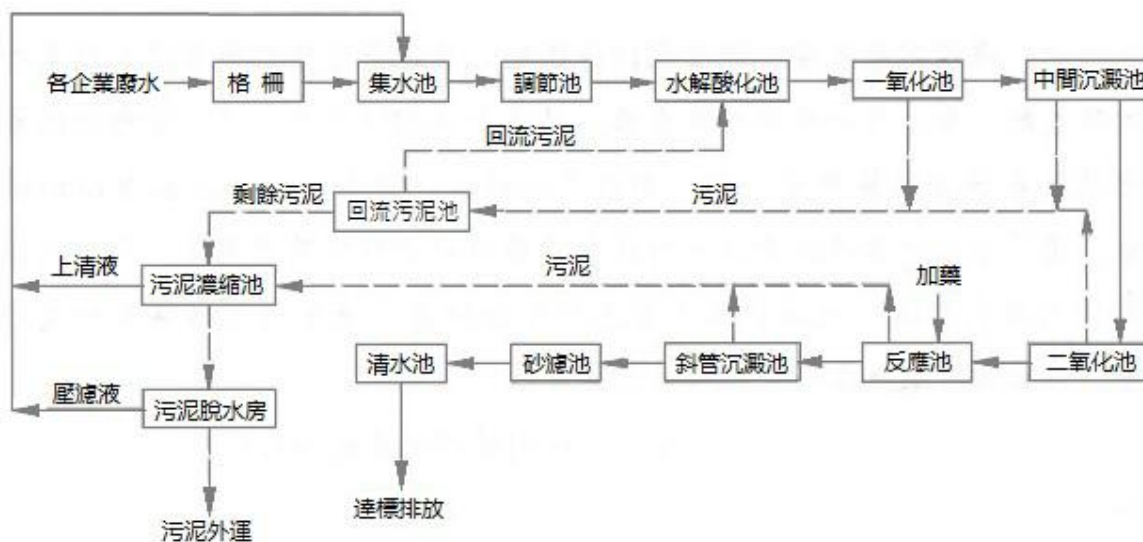 各企業廢水
格 柵
集水池
調節池
水解酸化池
一氧化池
中間沉澱池
回流污泥
剩餘污泥
回流污泥池
污泥
上清液
污泥濃缩池
污泥
加藥
清水池
砂濾池
斜管沉澱池
反應池
二氧化池
壓濾液
污泥脫水房
達標排放
污泥外運